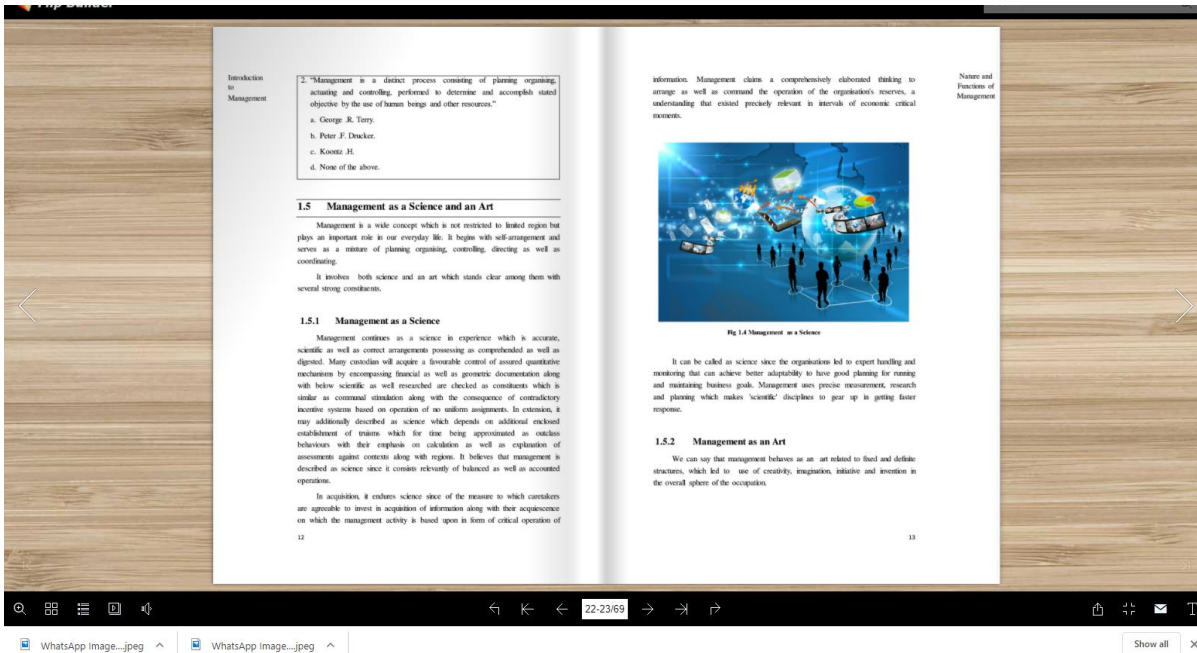 Flip Builder
Introduction
to
Management
2. "Management is a distinct process consisting of planning organising,
actuating and controlling, performed to determine and accomplish stated
objective by the use of human beings and other resources."
a. George .R. Terry.
b. Peter .F. Drucker.
c. Koontz .H.
d. None of the above.
1.5 Management as a Science and an Art
Management is a wide concept which is not restricted to limited region but
plays an important role in our everyday life. It begins with self-arrangement and
serves as a mixture of planning organising, controlling, directing as well as
coordinating.
It involves both science and an art which stands clear among them with
several strong constituents.
1.5.1 Management as a Science
Management continues as a science in experience which is accurate,
scientific as well as correct arrangements possessing as comprehended as well as
digested. Many custodian will acquire a favourable control of assured quantitative
mechanisms by encompassing financial as well as geometric documentation along
with below scientific as well researched are checked as constituents which is
similar as communal stimulation along with the consequence of contradictory
incentive systems based on operation of no uniform assignments. In extension, it
may additionally described as science which depends on additional enclosed
establishment of truisms which for time being approximated as outclass
behaviours with their emphasis on calculation as well as explanation of
assessments against contexts along with regions. It believes that management is
described as science since it consists relevantly of balanced as well as accounted
operations.
In acquisition, it endures science since of the measure to which caretakers
are agreeable to invest in acquisition of information along with their acquiescence
on which the management activity is based upon in form of critical operation of
12
Nature and
Functions of
Management
information. Management claims a comprehensively elaborated thinking to
arrange as well as command the operation of the organisation's reserves, a
understanding that existed precisely relevant in intervals of economic critical
moments.
Fig 1.4 Management as a Science
It can be called as science since the organisations led to expert handling and
monitoring that can achieve better adaptability to have good planning for running
and maintaining business goals. Management uses precise measurement, research
and planning which makes 'scientific' disciplines to gear up in getting faster
response.
1.5.2 Management as an Art
We can say that management behaves as an art related to fixed and definite
structures, which led to use of creativity, imagination, initiative and invention in
the overall sphere of the occupation.
13
22-23/69
WhatsApp Image....jpeg
WhatsApp Image....jpeg
Show all